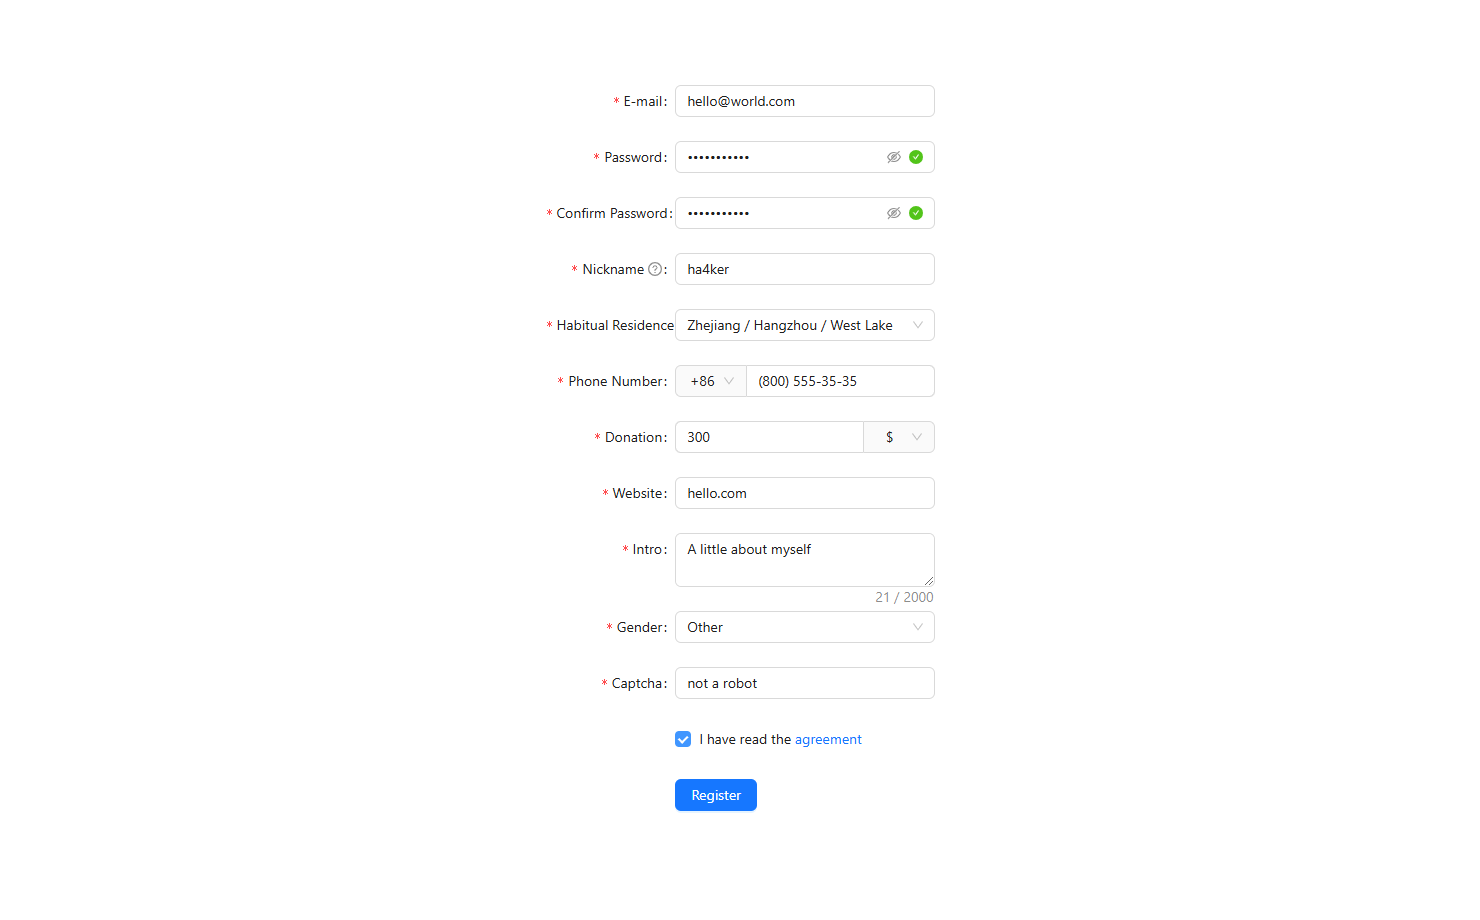 * E-mail: hello@world.com
* Password: •••••••••••
* Confirm Password: •••••••••••
* Nickname ?: ha4ker
* Habitual Residence Zhejiang / Hangzhou / West Lake
* Phone Number: +86 (800) 555-35-35
* Donation: 300 $
* Website: hello.com
* Intro: A little about myself
21 / 2000
* Gender: Other
* Captcha: not a robot
I have read the agreement
Register